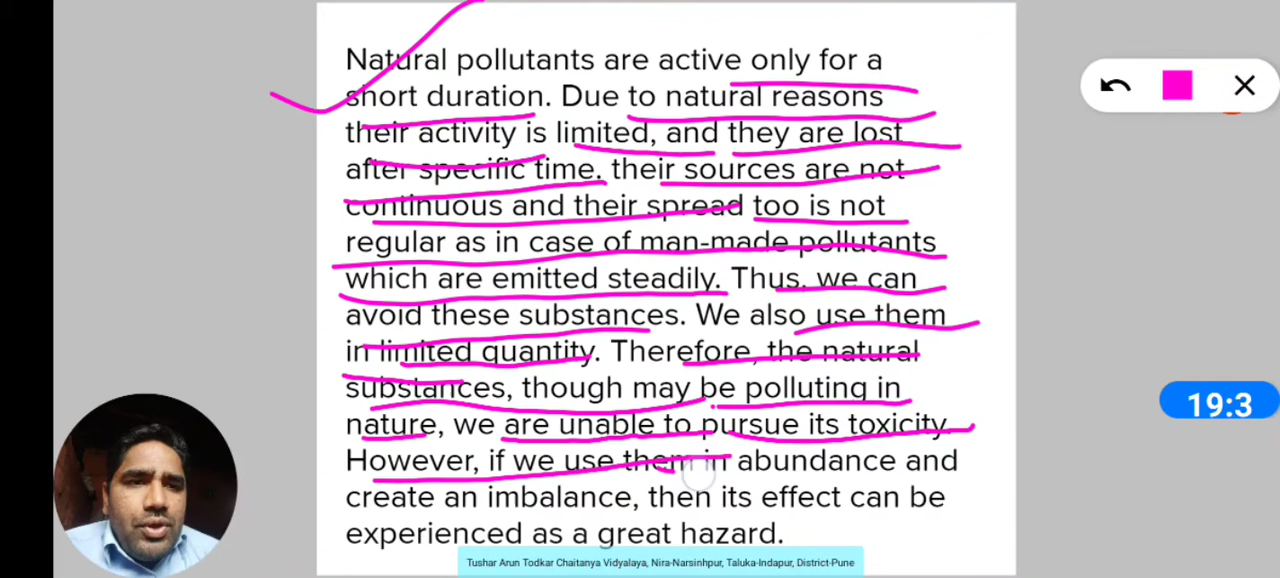 Natural pollutants are active only for a
short duration. Due to natural reasons
their activity is limited, and they are lost
after specific time. their sources are not
continuous and their spread too is not
regular as in case of man-made pollutants
which are emitted steadily. Thus, we can
avoid these substances. We also use them
in limited quantity. Therefore, the natural
substances, though may be polluting in
nature, we are unable to pursue its toxicity.
However, if we use them in abundance and
create an imbalance, then its effect can be
experienced as a great hazard.
19:3
Tushar Arun Todkar Chaitanya Vidyalaya, Nira-Narsinhpur, Taluka-Indapur, District-Pune